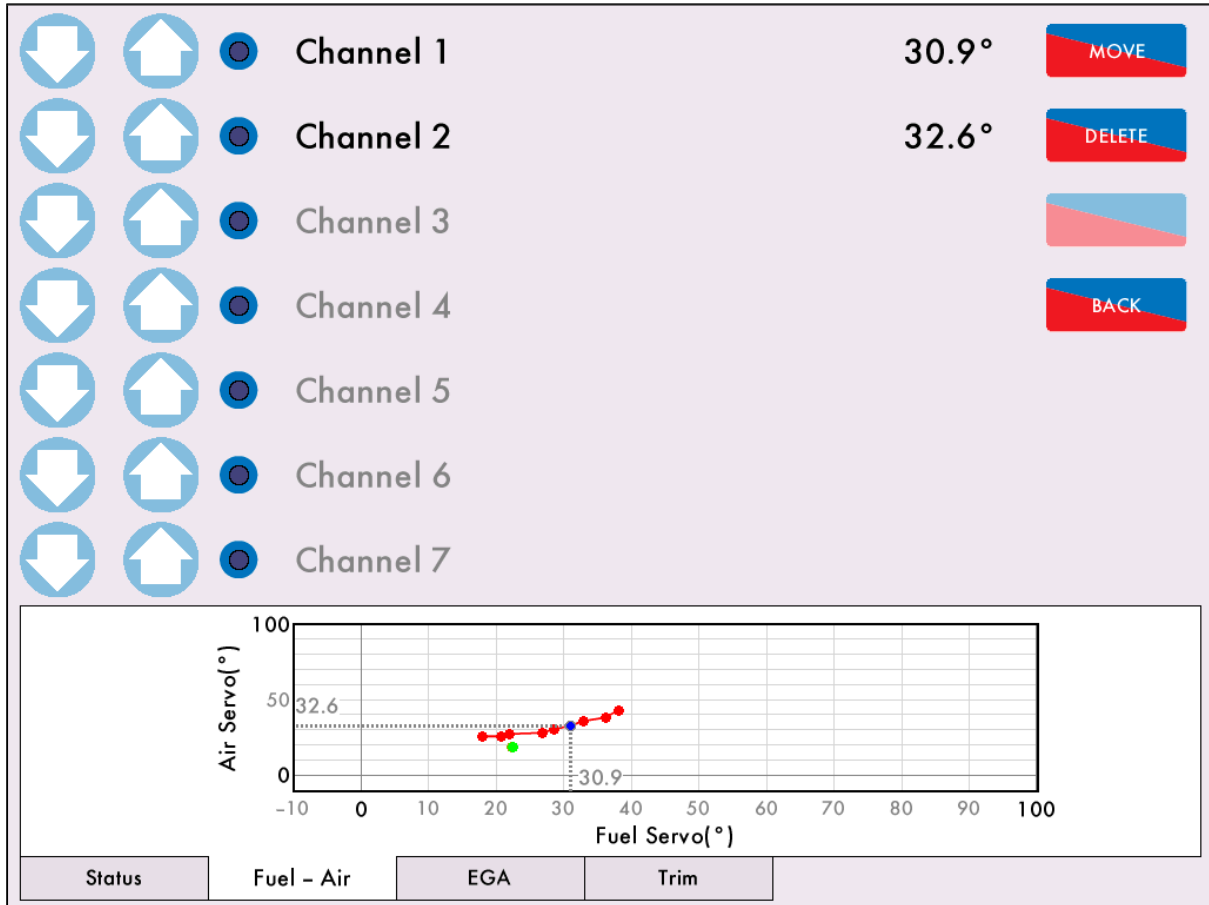 Channel 1 30.9° MOVE
Channel 2 32.6° DELETE
Channel 3
Channel 4 BACK
Channel 5
Channel 6
Channel 7
100
Air Servo(°)
50
32.6
0
30.9
–10 0 10 20 30 40 50 60 70 80 90 100
Fuel Servo(°)
Status Fuel – Air EGA Trim